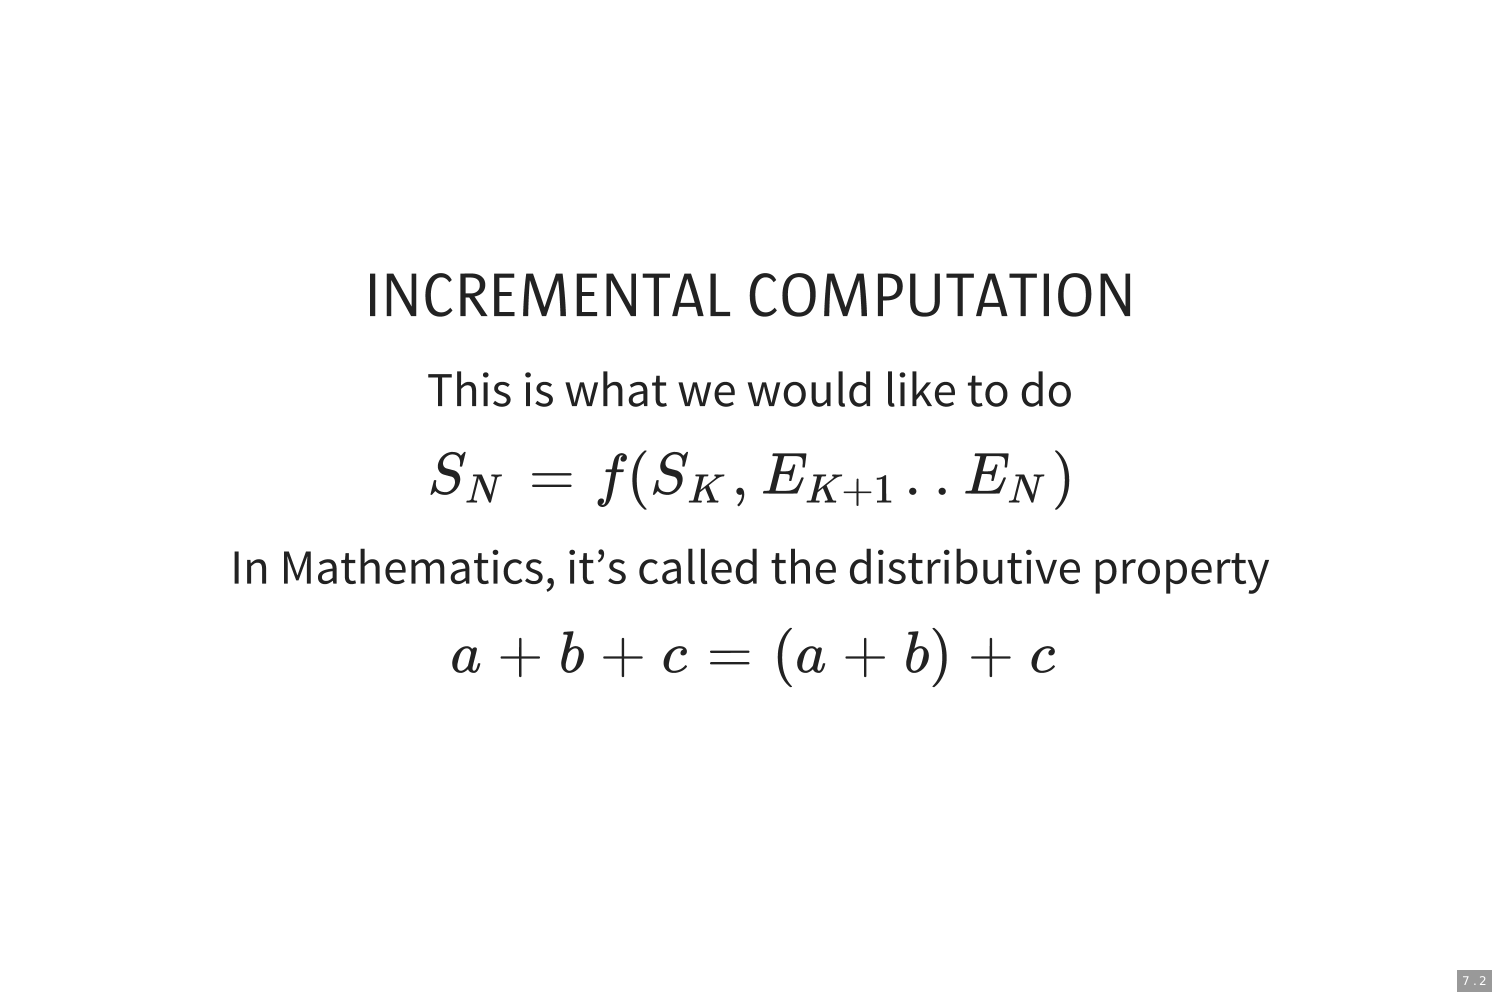 INCREMENTAL COMPUTATION
This is what we would like to do
S_N = f(S_K, E_{K+1}..E_N)
In Mathematics, it’s called the distributive property
a + b + c = (a + b) + c
7.2